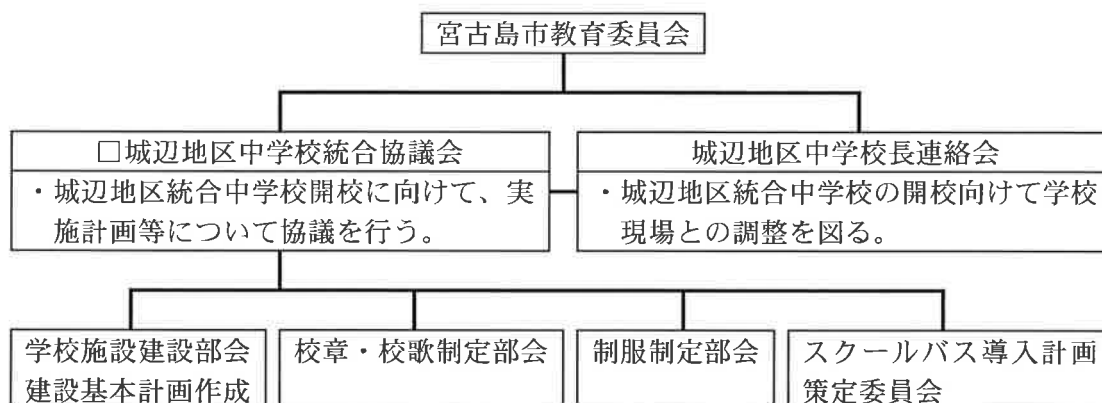 宮古島市教育委員会
□城辺地区中学校統合協議会
・城辺地区統合中学校開校に向けて、実
施計画等について協議を行う。
城辺地区中学校長連絡会
・城辺地区統合中学校の開校向けて学校
現場との調整を図る。
学校施設建設部会
建設基本計画作成
校章・校歌制定部会
制服制定部会
スクールバス導入計画
策定委員会